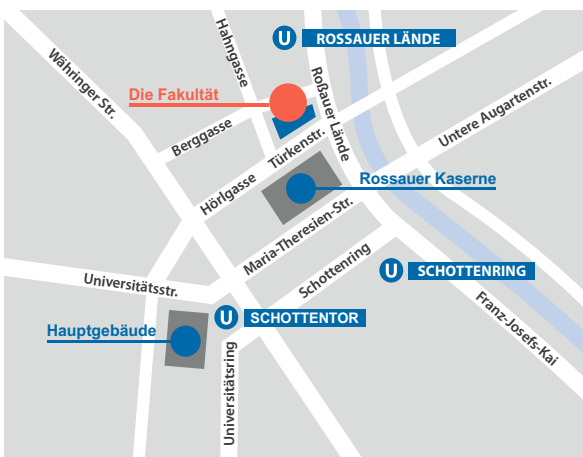 U ROSSAUER LÄNDE
Hahngasse
Währinger Str.
Die Fakultät
Roßauer Lände
Untere Augartenstr.
Berggasse
Türkenstr.
Rossauer Kaserne
Hörlgasse
Maria-Theresien-Str.
Schottenring
U SCHOTTENRING
Universitätsstr.
Franz-Josefs-Kai
U SCHOTTENTOR
Hauptgebäude
Universitätsring